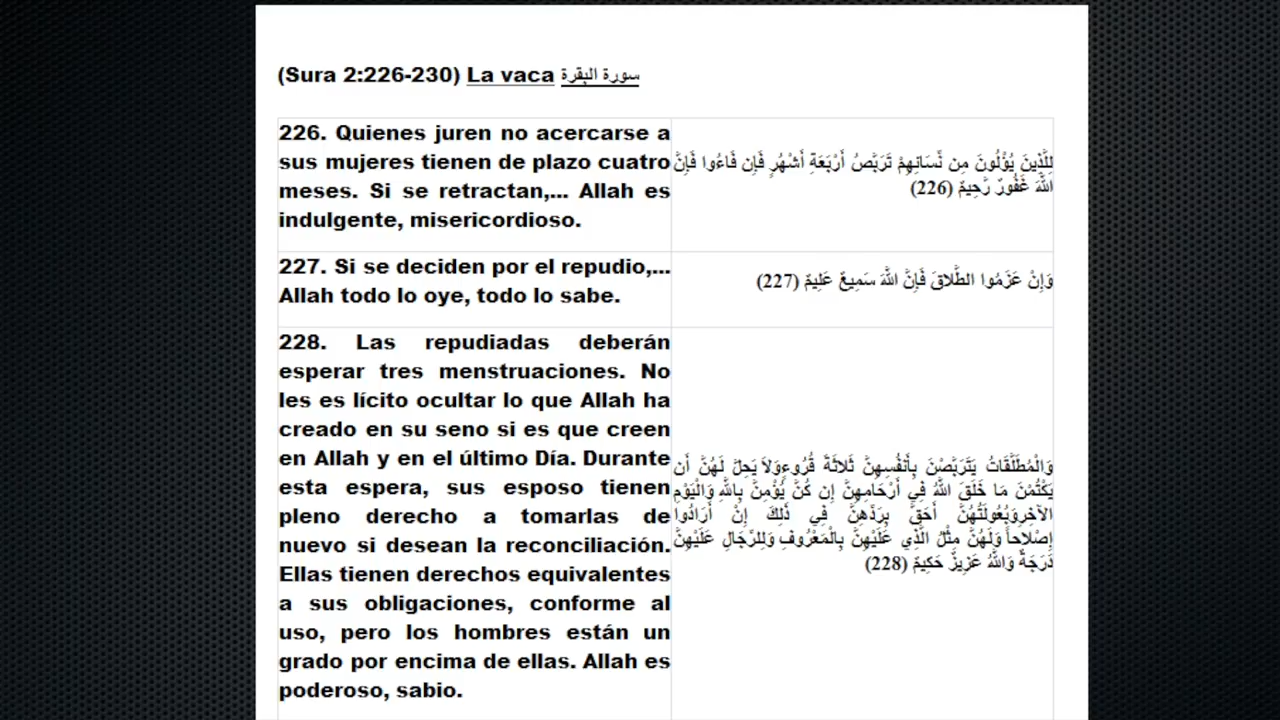 (Sura 2:226-230) La vaca سورة البقرة
226. Quienes juren no acercarse a
sus mujeres tienen de plazo cuatro
meses. Si se retractan,... Allah es
indulgente, misericordioso.
لِلَّذِينَ يُؤْلُونَ مِن نِّسَائِهِمْ تَرَبُّصُ أَرْبَعَةِ أَشْهُرٍ فَإِن فَاءُوا فَإِنَّ
اللَّهَ غَفُورٌ رَّحِيمٌ (226)
227. Si se deciden por el repudio,...
Allah todo lo oye, todo lo sabe.
وَإِنْ عَزَمُوا الطَّلاقَ فَإِنَّ اللَّهَ سَمِيعٌ عَلِيمٌ (227)
228. Las repudiadas deberán
esperar tres menstruaciones. No
les es lícito ocultar lo que Allah ha
creado en su seno si es que creen
en Allah y en el último Día. Durante
esta espera, sus esposo tienen
pleno derecho a tomarlas de
nuevo si desean la reconciliación.
Ellas tienen derechos equivalentes
a sus obligaciones, conforme al
uso, pero los hombres están un
grado por encima de ellas. Allah es
poderoso, sabio.
وَالْمُطَلَّقَاتُ يَتَرَبَّصْنَ بِأَنفُسِهِنَّ ثَلاثَةَ قُرُوءٍ وَلاَ يَحِلُّ لَهُنَّ أَن
يَكْتُمْنَ مَا خَلَقَ اللَّهُ فِي أَرْحَامِهِنَّ إِن كُنَّ يُؤْمِنَّ بِاللَّهِ وَالْيَوْمِ
الآخِرِ وَبُعُولَتُهُنَّ أَحَقُّ بِرَدِّهِنَّ فِي ذَلِكَ إِنْ أَرَادُوا
إِصْلاحاً وَلَهُنَّ مِثْلُ الَّذِي عَلَيْهِنَّ بِالْمَعْرُوفِ وَلِلرِّجَالِ عَلَيْهِنَّ
دَرَجَةٌ وَاللَّهُ عَزِيزٌ حَكِيمٌ (228)